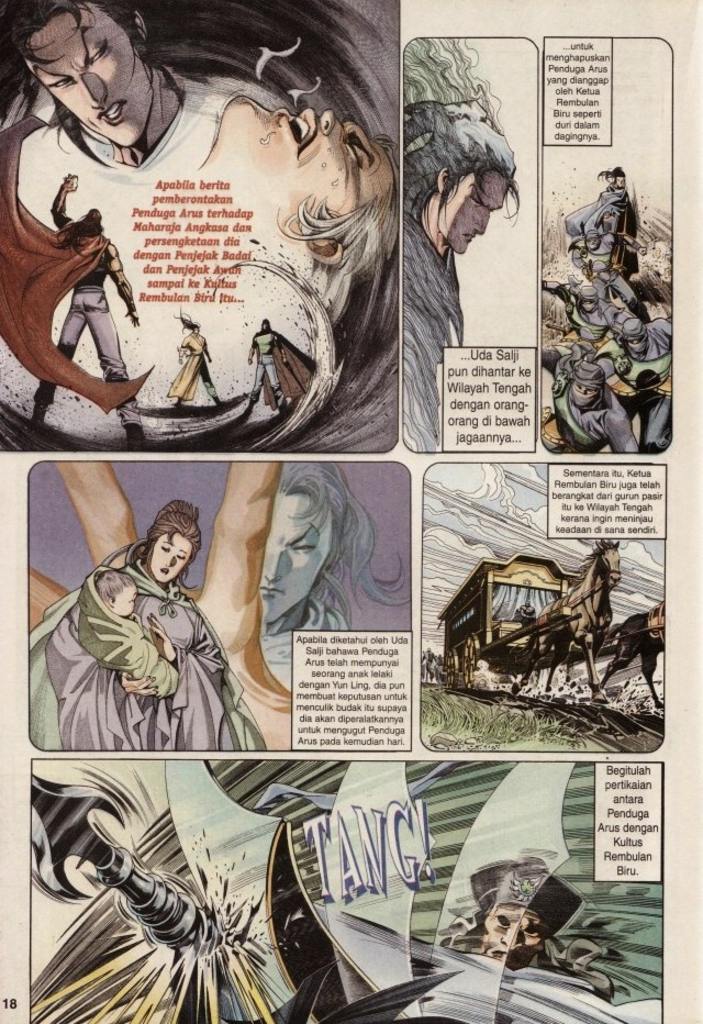 Apabila berita
pemberontakan
Penduga Arus terhadap
Maharaja Angkasa dan
persengketaan dia
dengan Penjejak Badai
dan Penjejak Awan
sampai ke Kultus
Rembulan Biru itu...
...Uda Salji
pun dihantar ke
Wilayah Tengah
dengan orang-
orang di bawah
jagaannya...
...untuk
menghapuskan
Penduga Arus
yang dianggap
oleh Ketua
Rembulan
Biru seperti
duri dalam
dagingnya.
Apabila diketahui oleh Uda
Salji bahawa Penduga
Arus telah mempunyai
seorang anak lelaki
dengan Yun Ling, dia pun
membuat keputusan untuk
menculik budak itu supaya
dia akan diperalatkannya
untuk mengugut Penduga
Arus pada kemudian hari.
Sementara itu, Ketua
Rembulan Biru juga telah
berangkat dari gurun pasir
itu ke Wilayah Tengah
kerana ingin meninjau
keadaan di sana sendiri.
TANG!
Begitulah
pertikaian
antara
Penduga
Arus dengan
Kultus
Rembulan
Biru.
18